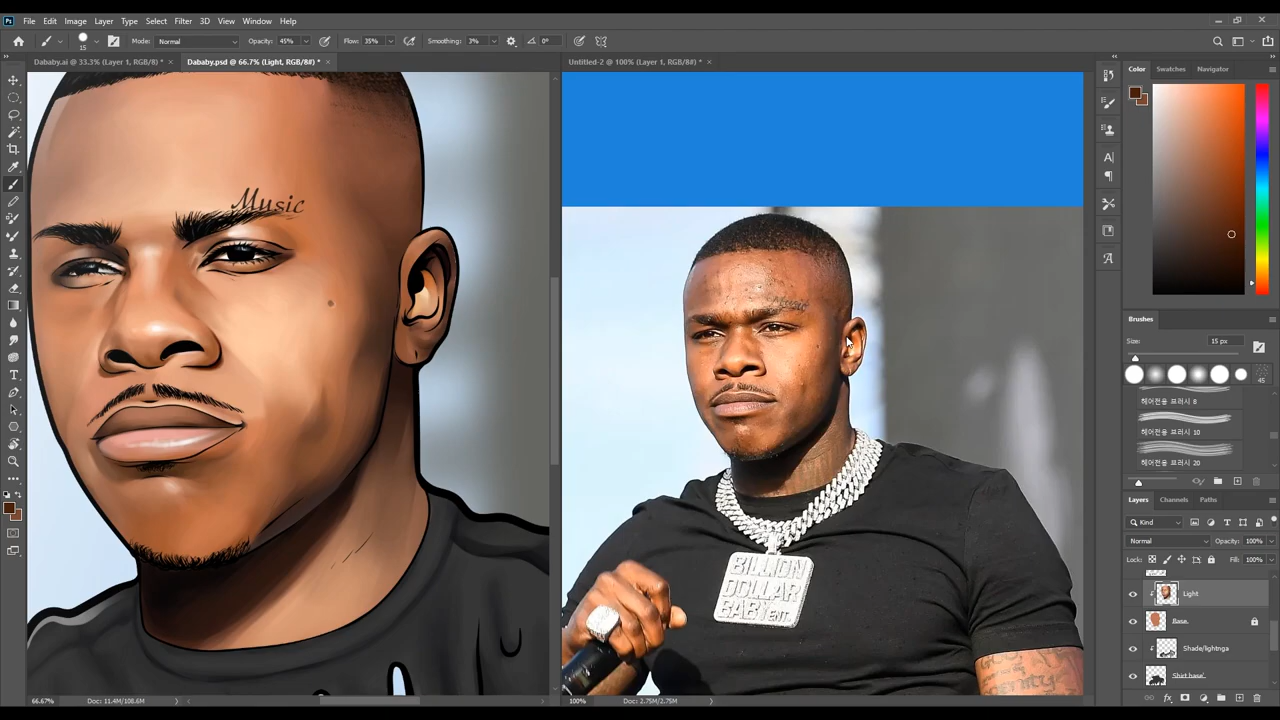 Ps File Edit Image Layer Type Select Filter 3D View Window Help
15 Mode: Normal Opacity: 45% Flow: 35% Smoothing: 3% 0°
Dababy.ai @ 33.3% (Layer 1, RGB/8) * × Dababy.psd @ 66.7% (Light, RGB/8#) * × Untitled-2 @ 100% (Layer 1, RGB/8#) * ×
Color Swatches Navigator
Music
Brushes
Size: 15 px
45
헤어전용 브러시 8
헤어전용 브러시 10
헤어전용 브러시 20
Layers Channels Paths
Kind
Normal Opacity: 100%
Lock: Fill: 100%
Light
Base.
Shade/lightnga
Shirt base'
BILLION
DOLLAR
BABY ENT.
66.67% Doc: 11.4M/108.6M 100% Doc: 2.75M/2.75M